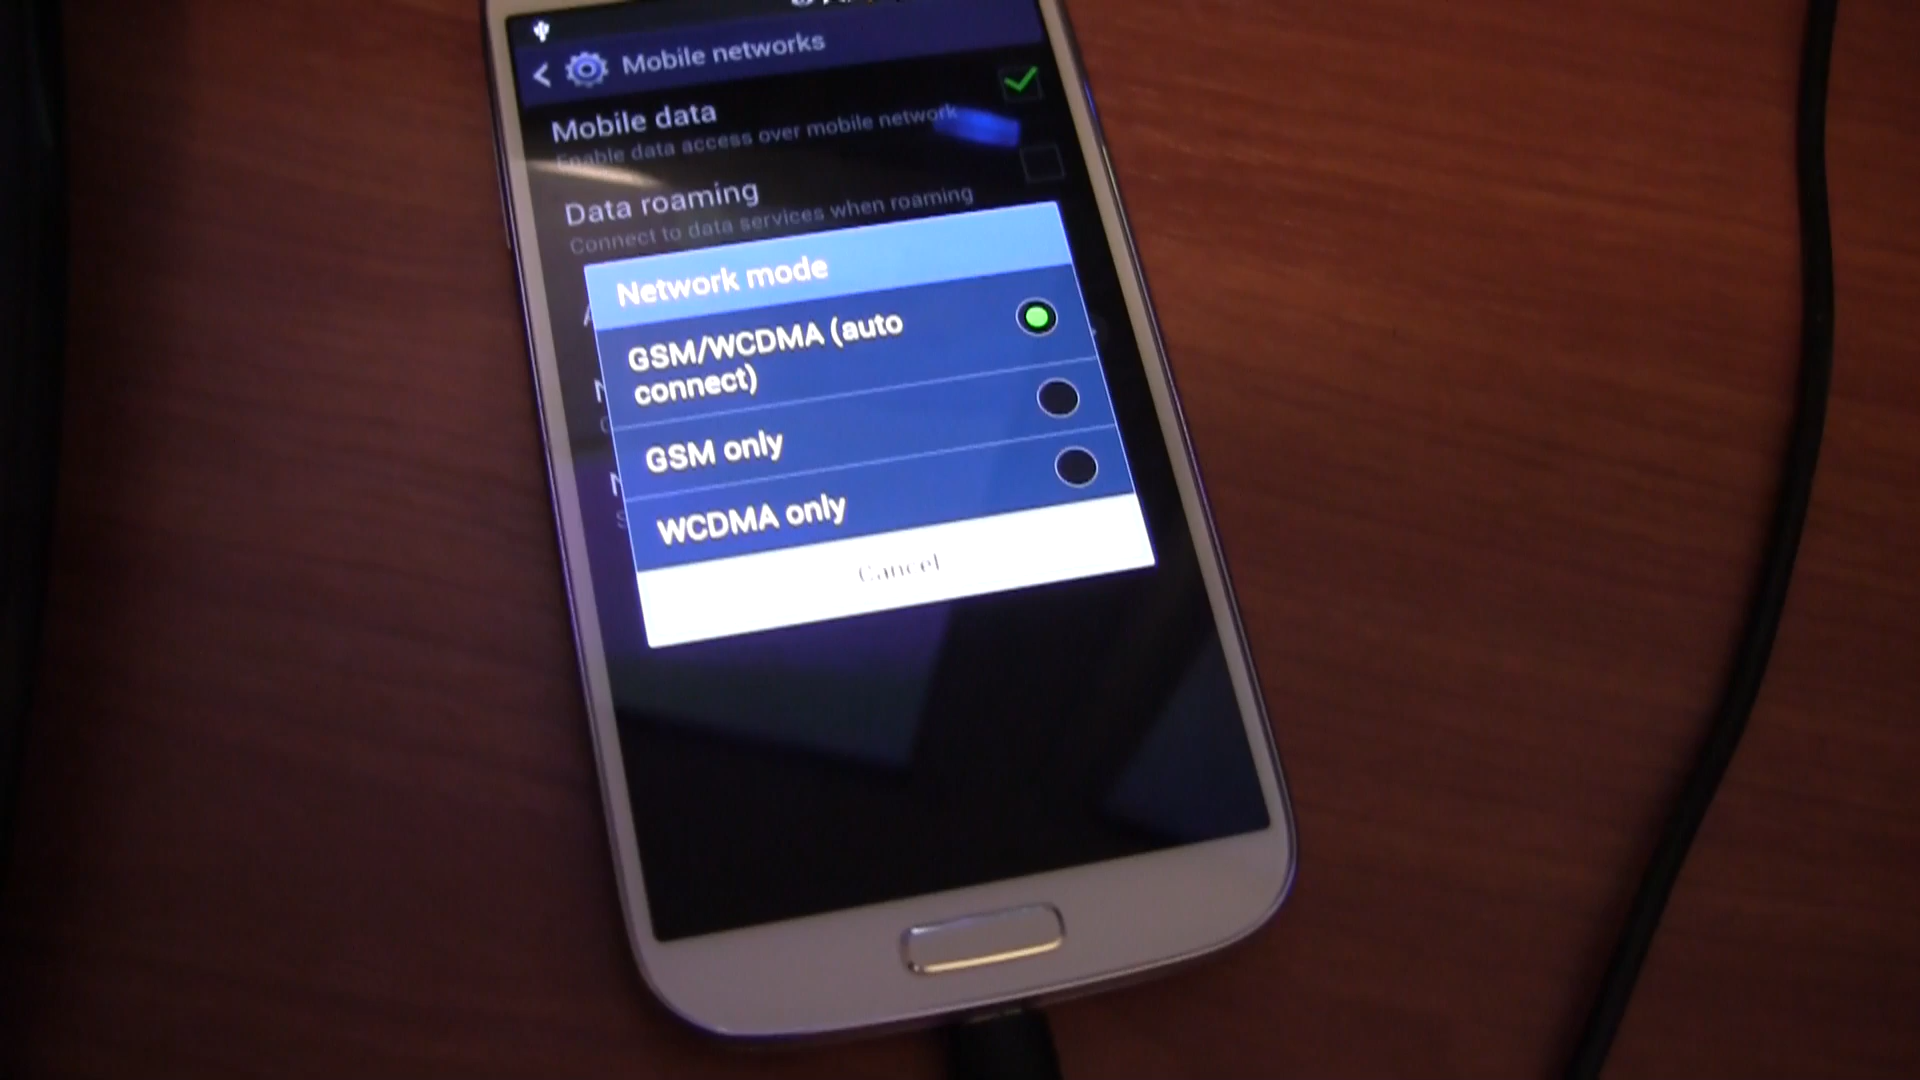 Mobile networks
Mobile data
Enable data access over mobile network
Data roaming
Connect to data services when roaming
Network mode
GSM/WCDMA (auto
connect)
GSM only
WCDMA only
Cancel